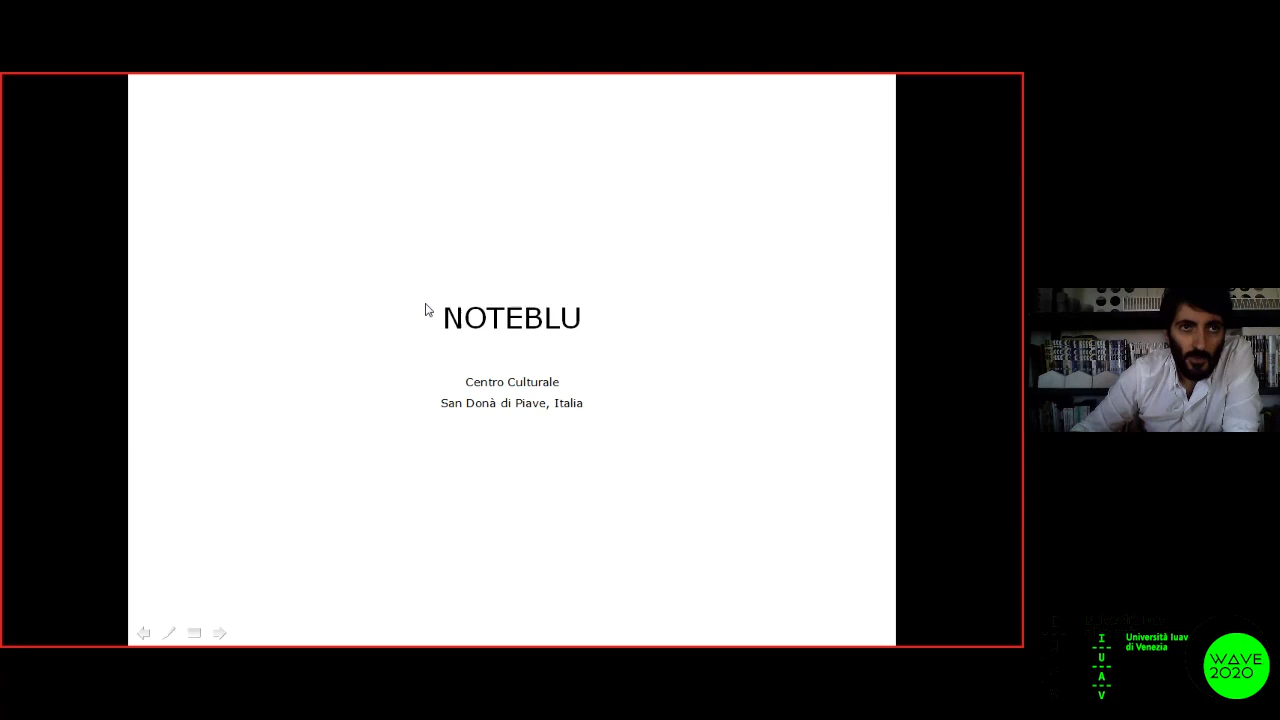 NOTEBLU
Centro Culturale
San Donà di Piave, Italia
I
U
A
V
Università Iuav
di Venezia
WAVE
2020